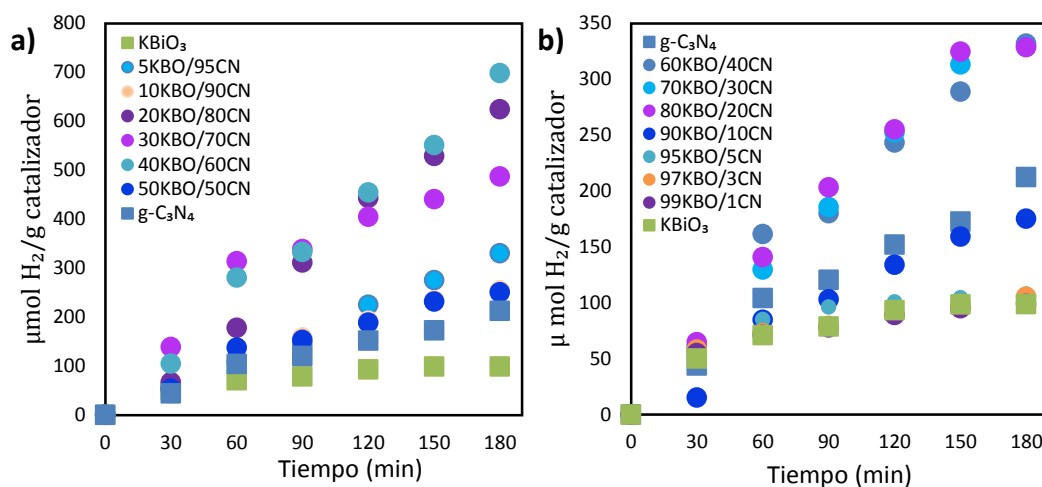 a)
μmol H₂/g catalizador
800
700
600
500
400
300
200
100
0
KBiO₃
5KBO/95CN
10KBO/90CN
20KBO/80CN
30KBO/70CN
40KBO/60CN
50KBO/50CN
g-C₃N₄
0 30 60 90 120 150 180
Tiempo (min)
b)
μ mol H₂/g catalizador
350
300
250
200
150
100
50
0
g-C₃N₄
60KBO/40CN
70KBO/30CN
80KBO/20CN
90KBO/10CN
95KBO/5CN
97KBO/3CN
99KBO/1CN
KBiO₃
0 30 60 90 120 150 180
Tiempo (min)